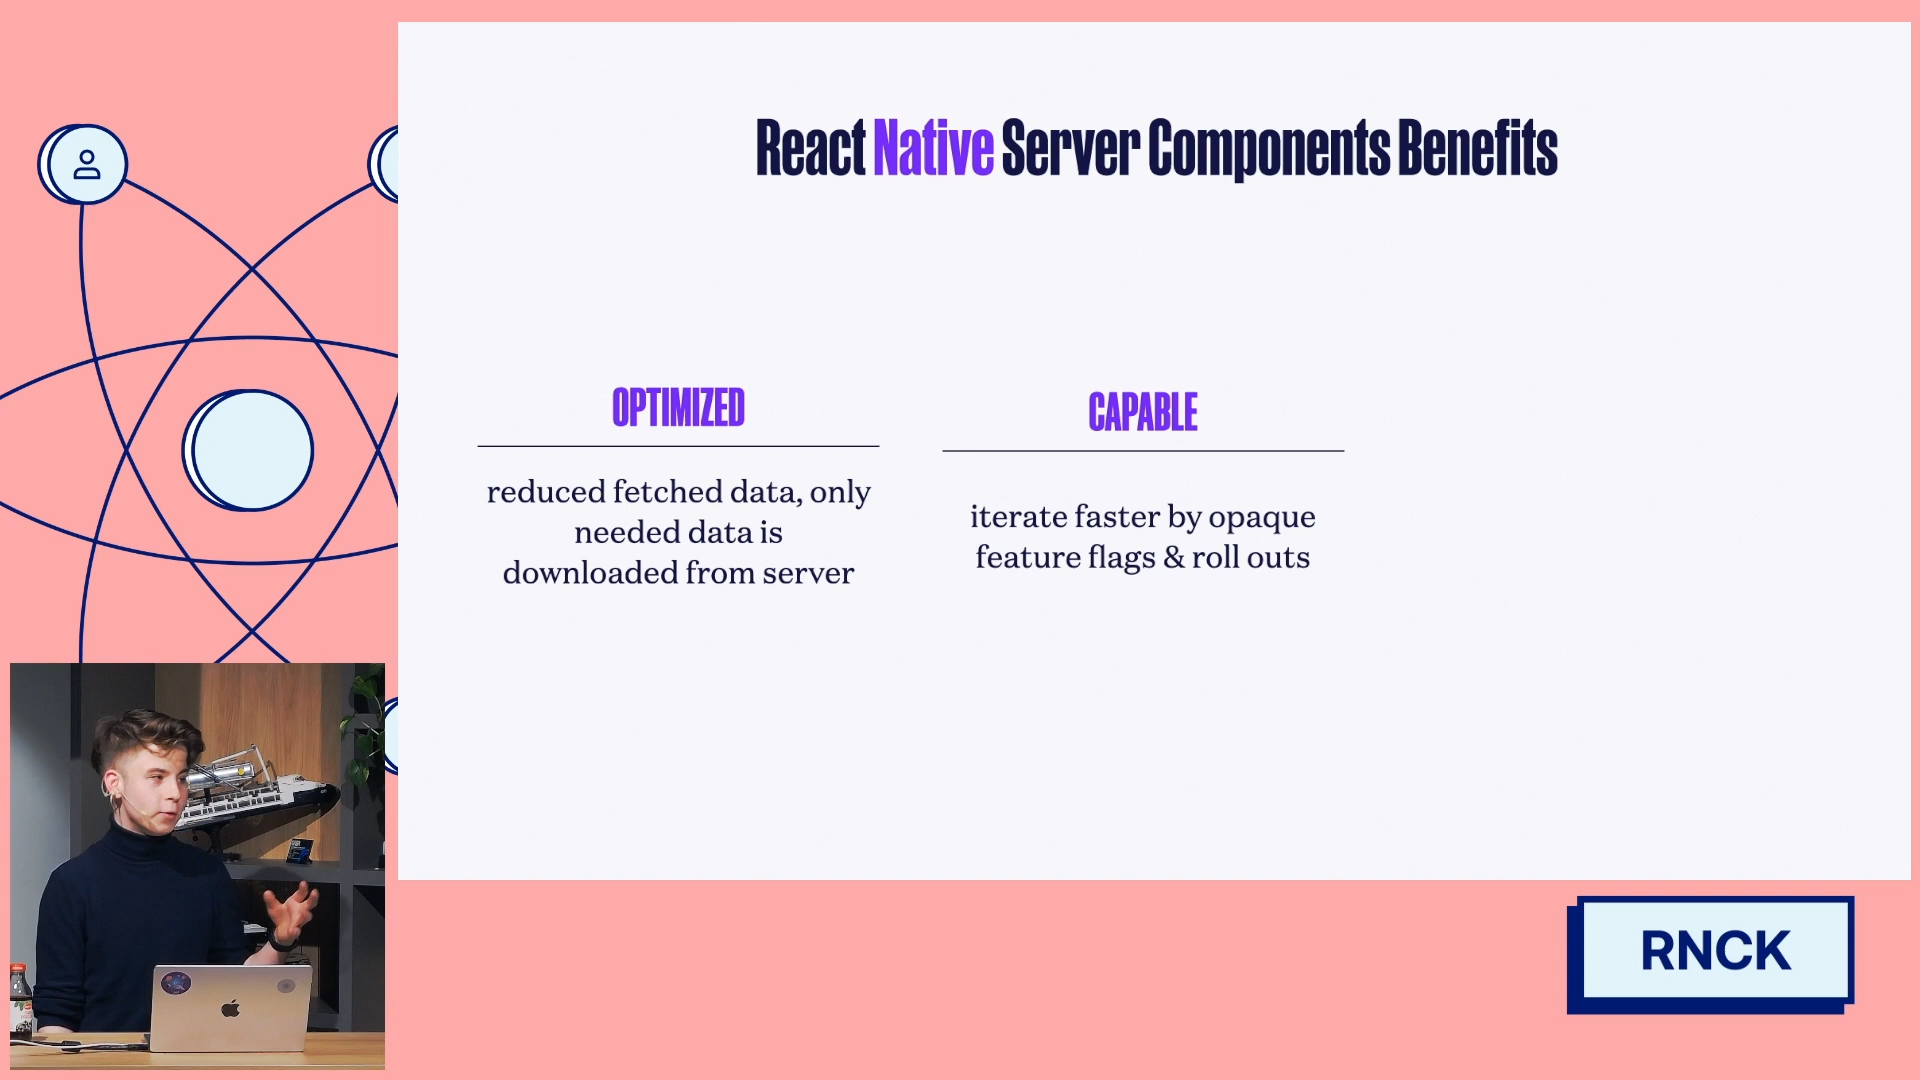 React Native Server Components Benefits
OPTIMIZED
reduced fetched data, only
needed data is
downloaded from server
CAPABLE
iterate faster by opaque
feature flags & roll outs
RNCK